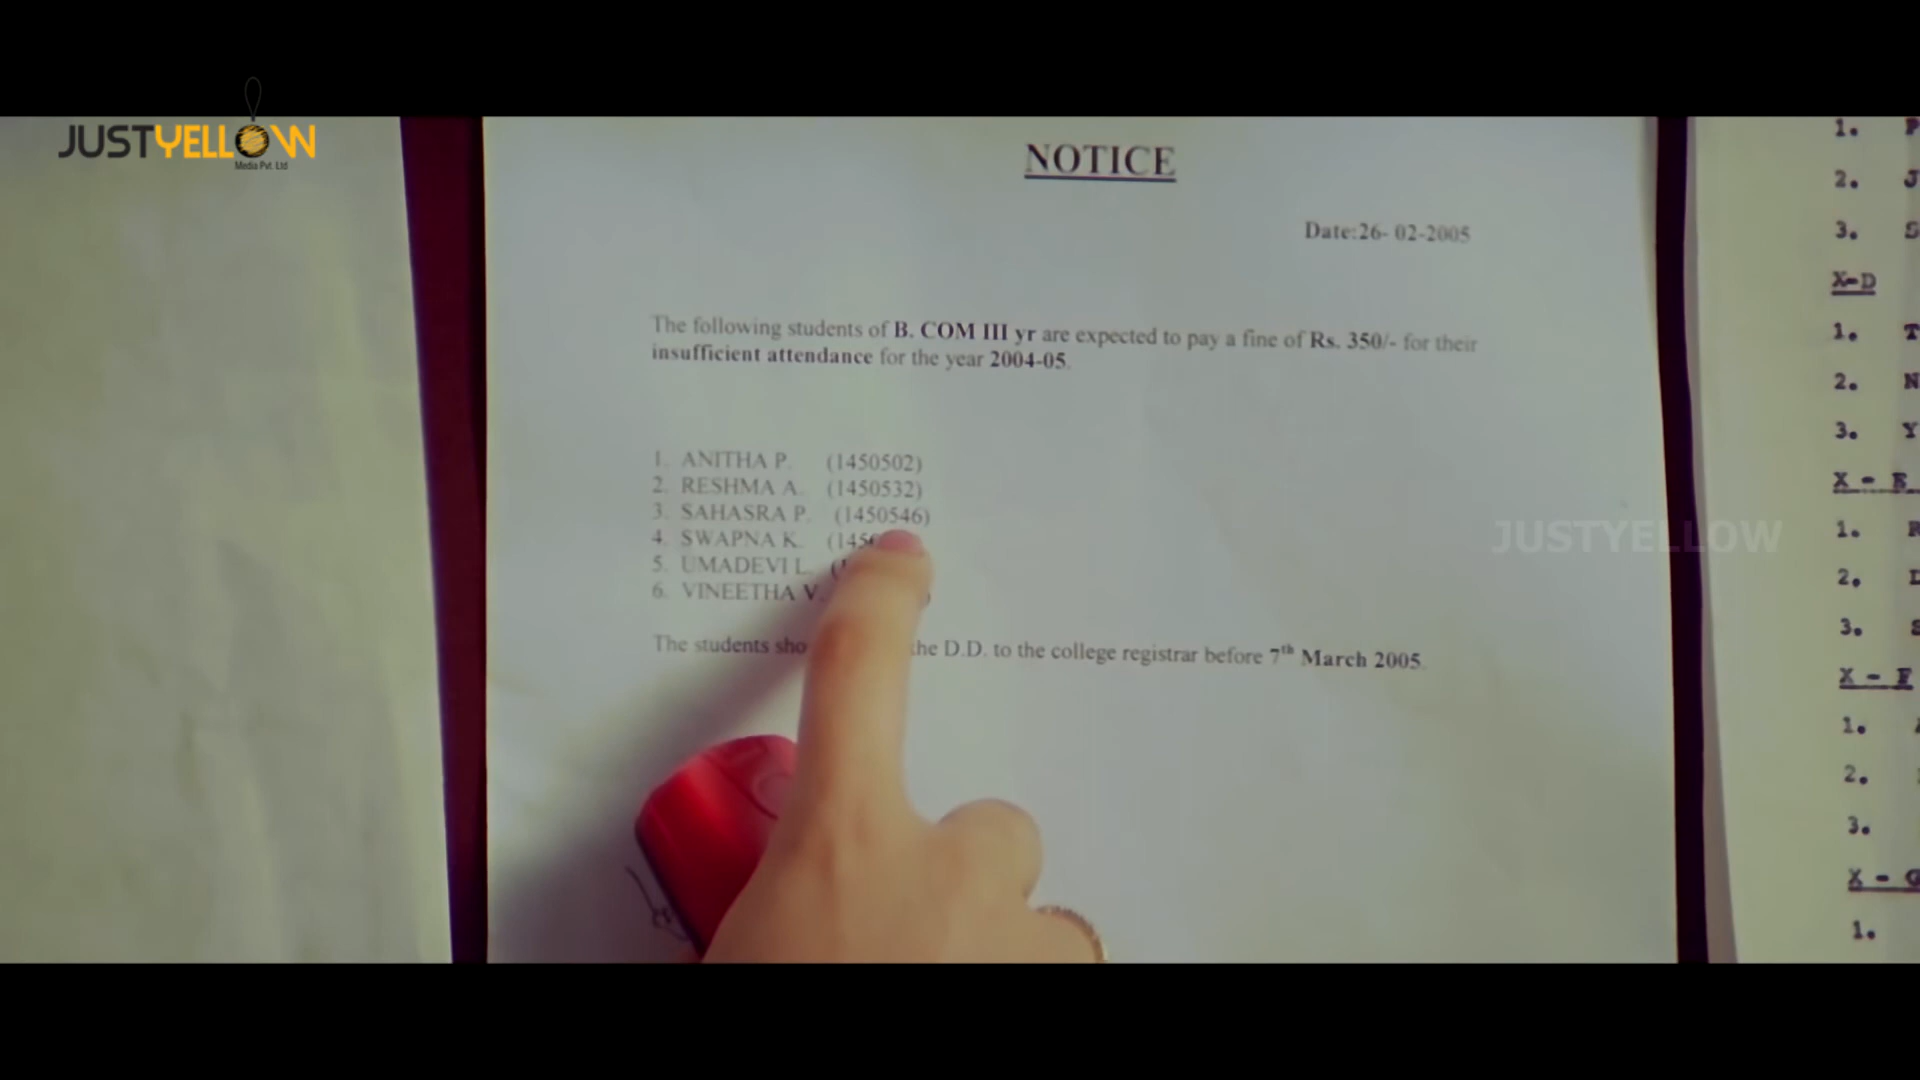 JUSTYELLOW
Media Pvt. Ltd
NOTICE
Date:26- 02-2005
The following students of B. COM III yr are expected to pay a fine of Rs. 350/- for their
insufficient attendance for the year 2004-05.
1. ANITHA P. (1450502)
2. RESHMA A. (1450532)
3. SAHASRA P. (1450546)
4. SWAPNA K.
5. UMADEVI L.
6. VINEETHA V.
The students the D.D. to the college registrar before 7th March 2005.
JUSTYELLOW
1.
2.
3.
X-D
1.
2.
3.
X - E
1.
2.
3.
X - F
1.
2.
3.
X - G
1.